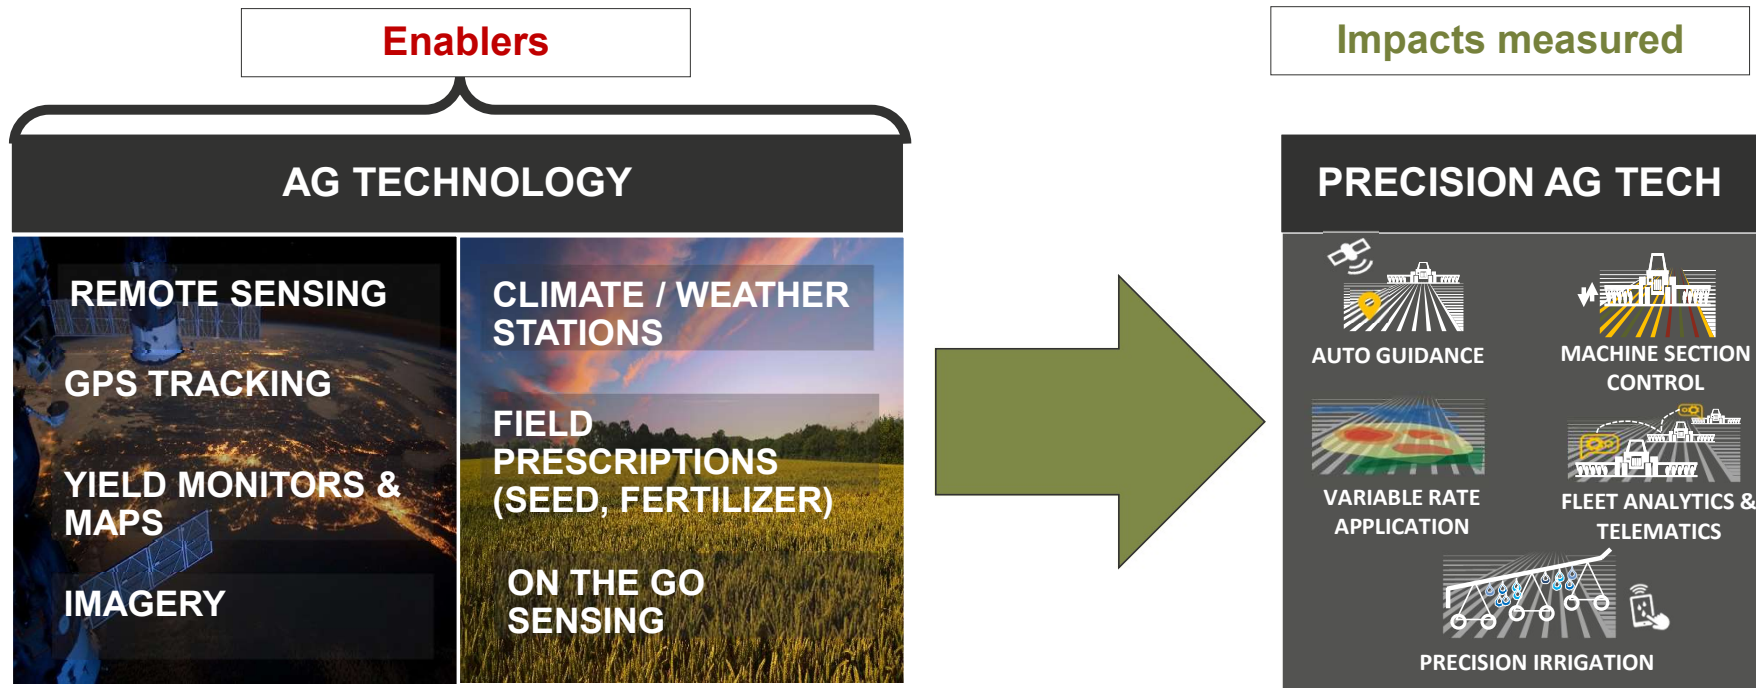 Enablers
Impacts measured
AG TECHNOLOGY
REMOTE SENSING
GPS TRACKING
YIELD MONITORS &
MAPS
IMAGERY
CLIMATE / WEATHER
STATIONS
FIELD
PRESCRIPTIONS
(SEED, FERTILIZER)
ON THE GO
SENSING
PRECISION AG TECH
AUTO GUIDANCE
MACHINE SECTION
CONTROL
VARIABLE RATE
APPLICATION
FLEET ANALYTICS &
TELEMATICS
PRECISION IRRIGATION